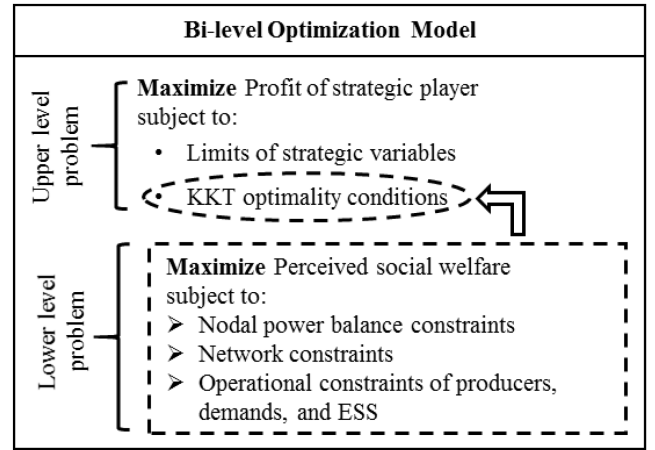 Bi-level Optimization Model
Upper level
problem
Maximize Profit of strategic player
subject to:
• Limits of strategic variables
• KKT optimality conditions
Lower level
problem
Maximize Perceived social welfare
subject to:
➢ Nodal power balance constraints
➢ Network constraints
➢ Operational constraints of producers,
demands, and ESS